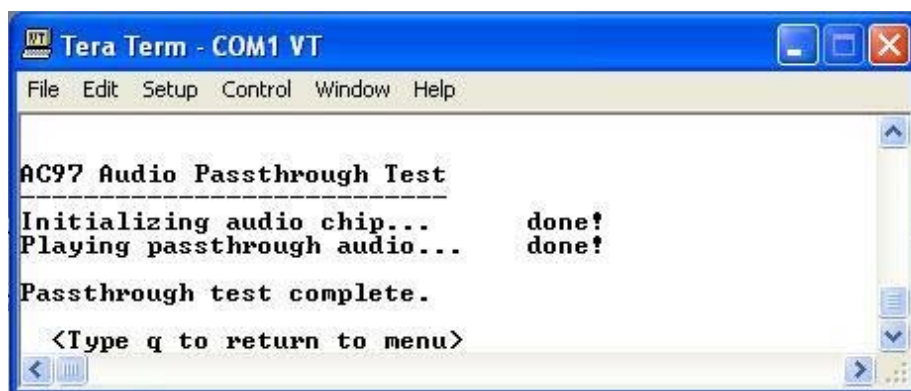 Tera Term - COM1 VT
File Edit Setup Control Window Help
AC97 Audio Passthrough Test
---------------------------
Initializing audio chip... done!
Playing passthrough audio... done!
Passthrough test complete.
<Type q to return to menu>